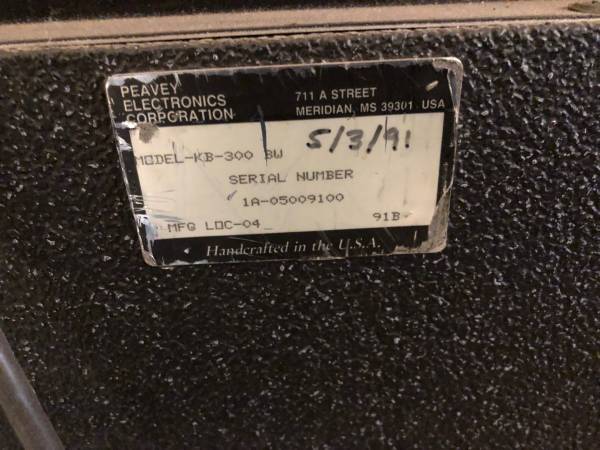 PEAVEY
ELECTRONICS
CORPORATION
711 A STREET
MERIDIAN, MS 39301 USA
5/3/91
MODEL-KB-300 BW
SERIAL NUMBER
1A-05009100
MFG LOC-04_
91B
Handcrafted in the U.S.A.